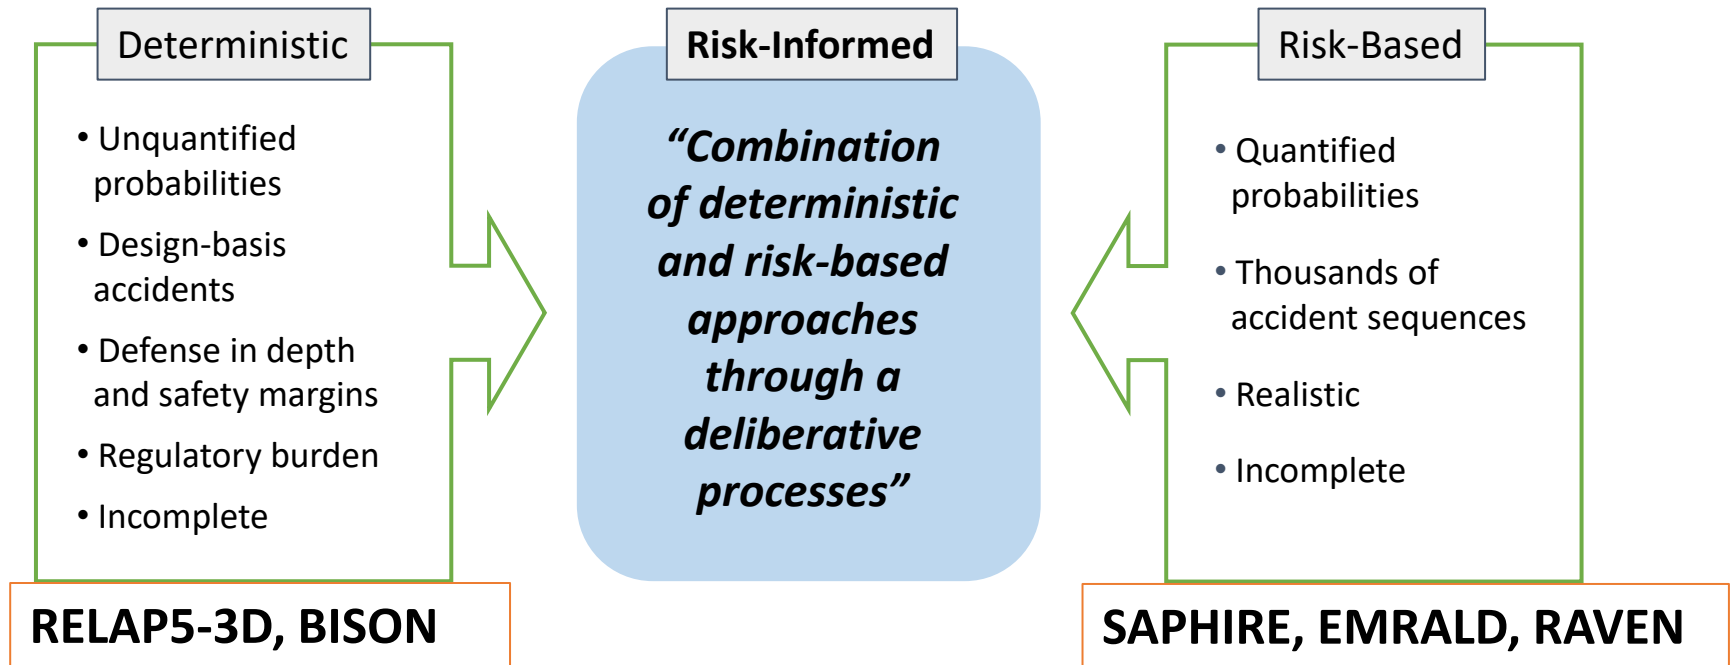 Deterministic
• Unquantified
probabilities
• Design-basis
accidents
• Defense in depth
and safety margins
• Regulatory burden
• Incomplete
RELAP5-3D, BISON
Risk-Informed
“Combination
of deterministic
and risk-based
approaches
through a
deliberative
processes”
Risk-Based
• Quantified
probabilities
• Thousands of
accident sequences
• Realistic
• Incomplete
SAPHIRE, EMRALD, RAVEN